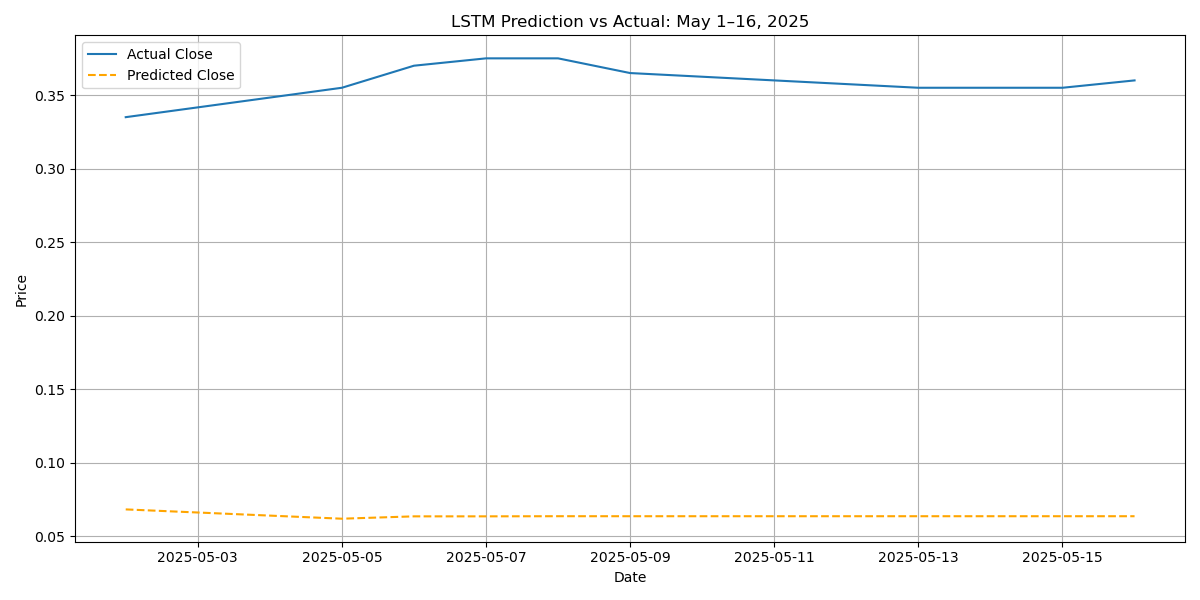 LSTM Prediction vs Actual: May 1–16, 2025
Actual Close
Predicted Close
Price
0.35
0.30
0.25
0.20
0.15
0.10
0.05
2025-05-03 2025-05-05 2025-05-07 2025-05-09 2025-05-11 2025-05-13 2025-05-15
Date